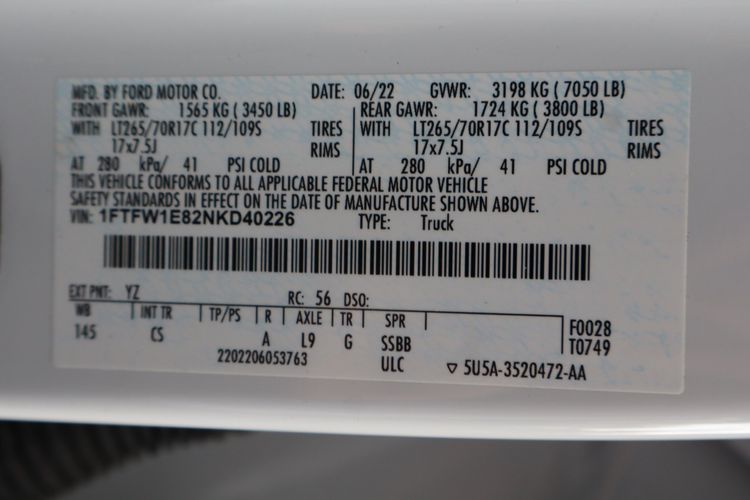 MFD. BY FORD MOTOR CO. DATE: 06/22 GVWR: 3198 KG ( 7050 LB)
FRONT GAWR: 1565 KG ( 3450 LB) REAR GAWR: 1724 KG ( 3800 LB)
WITH LT265/70R17C 112/109S TIRES WITH LT265/70R17C 112/109S TIRES
17x7.5J RIMS 17x7.5J RIMS
AT 280 kPa/ 41 PSI COLD AT 280 kPa/ 41 PSI COLD
THIS VEHICLE CONFORMS TO ALL APPLICABLE FEDERAL MOTOR VEHICLE
SAFETY STANDARDS IN EFFECT ON THE DATE OF MANUFACTURE SHOWN ABOVE.
VIN: 1FTFW1E82NKD40226 TYPE: Truck
EXT PNT: YZ RC: 56 DSO:
WB INT TR TP/PS R AXLE TR SPR F0028
145 CS A L9 G SSBB T0749
2202206053763 ULC ▽ 5U5A-3520472-AA